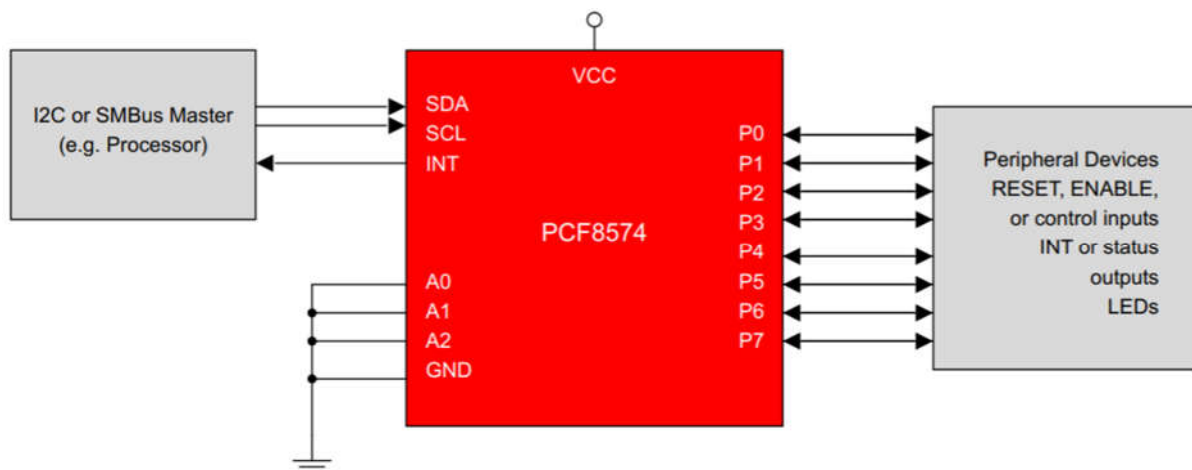 I2C or SMBus Master
(e.g. Processor)
VCC
SDA
SCL
INT
A0
A1
A2
GND
PCF8574
P0
P1
P2
P3
P4
P5
P6
P7
Peripheral Devices
RESET, ENABLE,
or control inputs
INT or status
outputs
LEDs